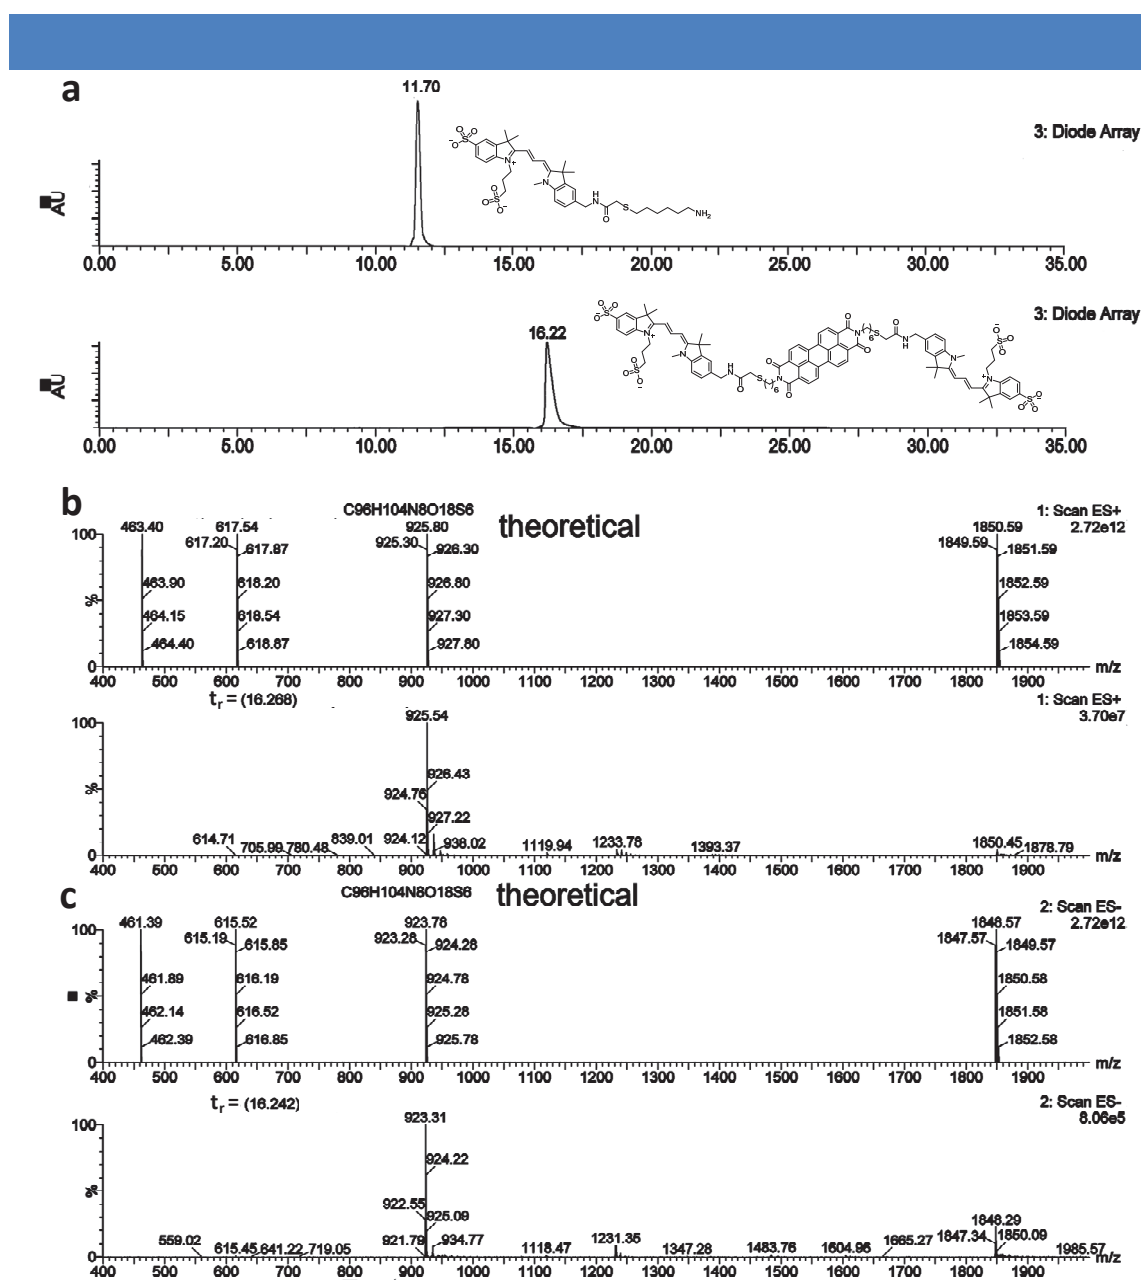 a
11.70
3: Diode Array
AU
0.00 5.00 10.00 15.00 20.00 25.00 30.00 35.00
16.22
3: Diode Array
AU
0.00 5.00 10.00 15.00 20.00 25.00 30.00 35.00
b
C96H104N8O18S6
theoretical
1: Scan ES+
2.72e12
463.40 617.54 925.80 1850.59
617.20 617.87 925.30 926.30 1849.59 1851.59
463.90 618.20 926.80 1852.59
464.15 618.54 927.30 1853.59
464.40 618.87 927.80 1854.59
100
%
0
400 500 600 700 800 900 1000 1100 1200 1300 1400 1500 1600 1700 1800 1900 m/z
tr = (16.268)
1: Scan ES+
3.70e7
925.54
926.43
924.76
927.22
614.71 705.99 780.48 839.01 924.12 938.02 1119.94 1233.78 1393.37 1850.45 1878.79
100
%
0
400 500 600 700 800 900 1000 1100 1200 1300 1400 1500 1600 1700 1800 1900 m/z
c
C96H104N8O18S6
theoretical
2: Scan ES-
2.72e12
461.39 615.52 923.78 1848.57
615.19 615.85 923.28 924.28 1847.57 1849.57
461.89 616.19 924.78 1850.58
462.14 616.52 925.28 1851.58
462.39 616.85 925.78 1852.58
100
%
0
400 500 600 700 800 900 1000 1100 1200 1300 1400 1500 1600 1700 1800 1900 m/z
tr = (16.242)
2: Scan ES-
8.06e5
923.31
924.22
922.55
925.09
559.02 615.45 641.22 719.05 921.79 934.77 1118.47 1231.35 1347.28 1483.76 1604.96 1665.27 1847.34 1848.29 1850.09 1985.57
100
%
0
400 500 600 700 800 900 1000 1100 1200 1300 1400 1500 1600 1700 1800 1900 m/z